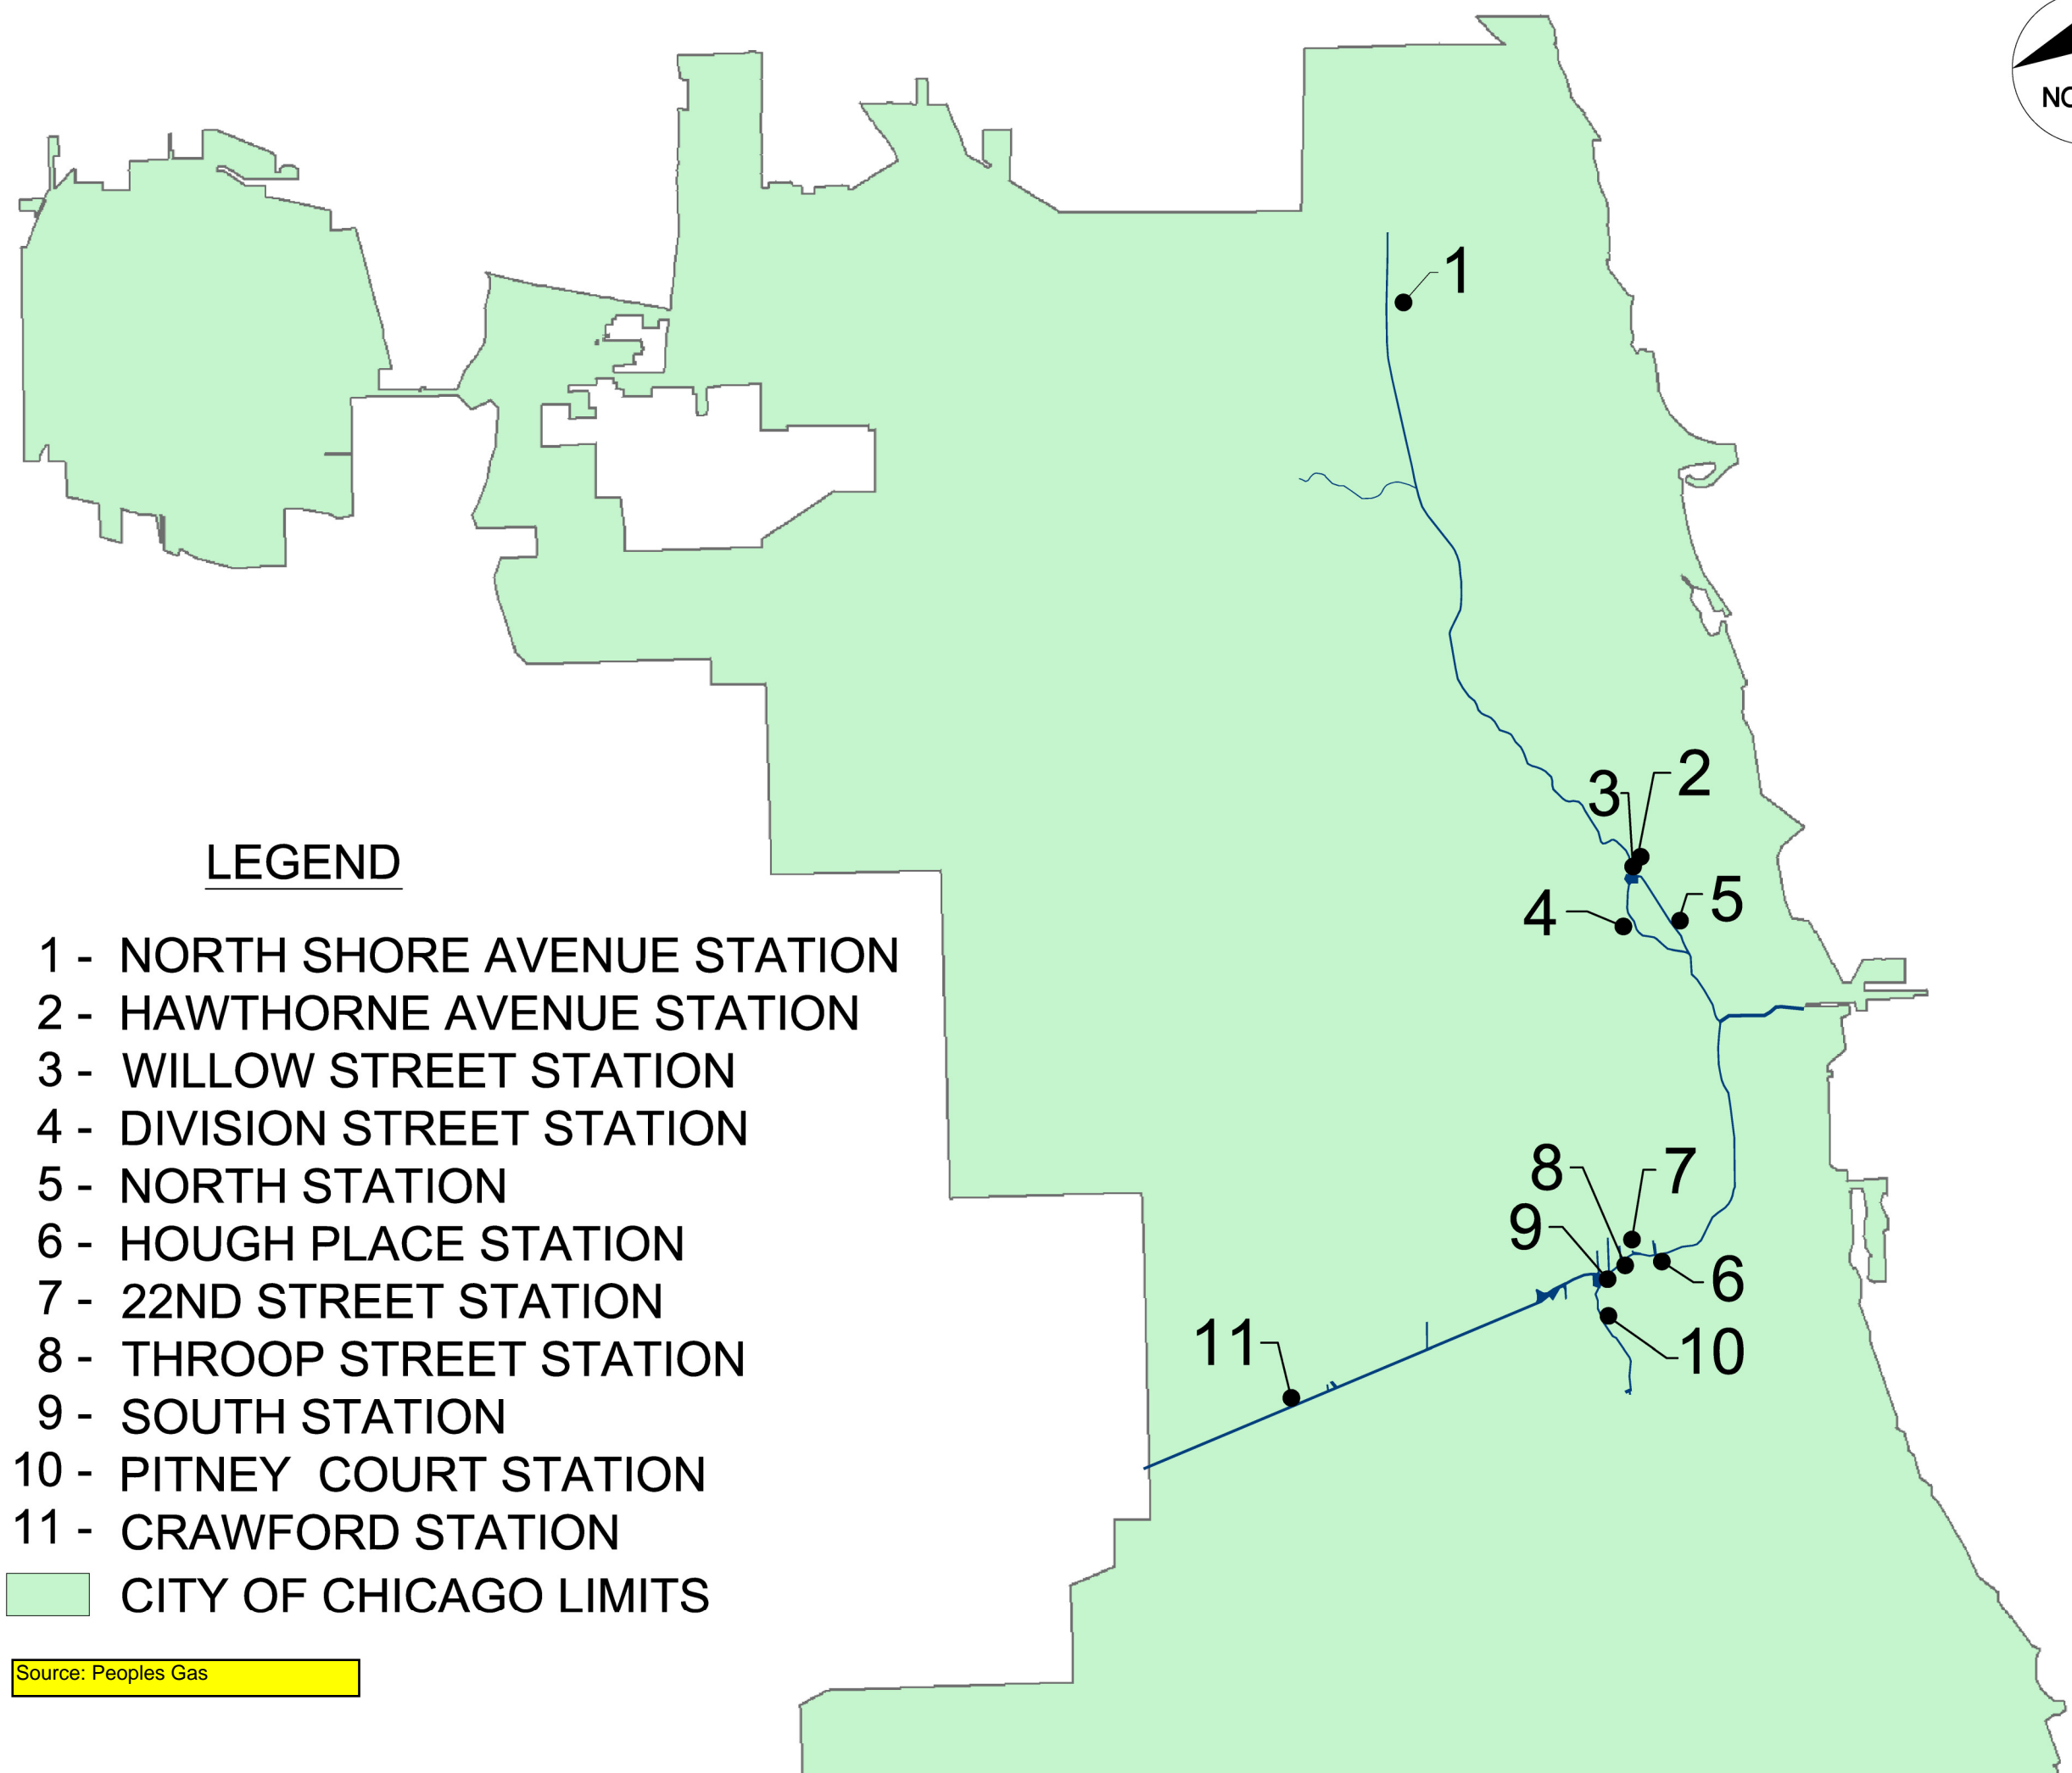 NO
1
2
3
5
4
8
7
9
6
11
10
LEGEND
1 - NORTH SHORE AVENUE STATION
2 - HAWTHORNE AVENUE STATION
3 - WILLOW STREET STATION
4 - DIVISION STREET STATION
5 - NORTH STATION
6 - HOUGH PLACE STATION
7 - 22ND STREET STATION
8 - THROOP STREET STATION
9 - SOUTH STATION
10 - PITNEY COURT STATION
11 - CRAWFORD STATION
CITY OF CHICAGO LIMITS
Source: Peoples Gas